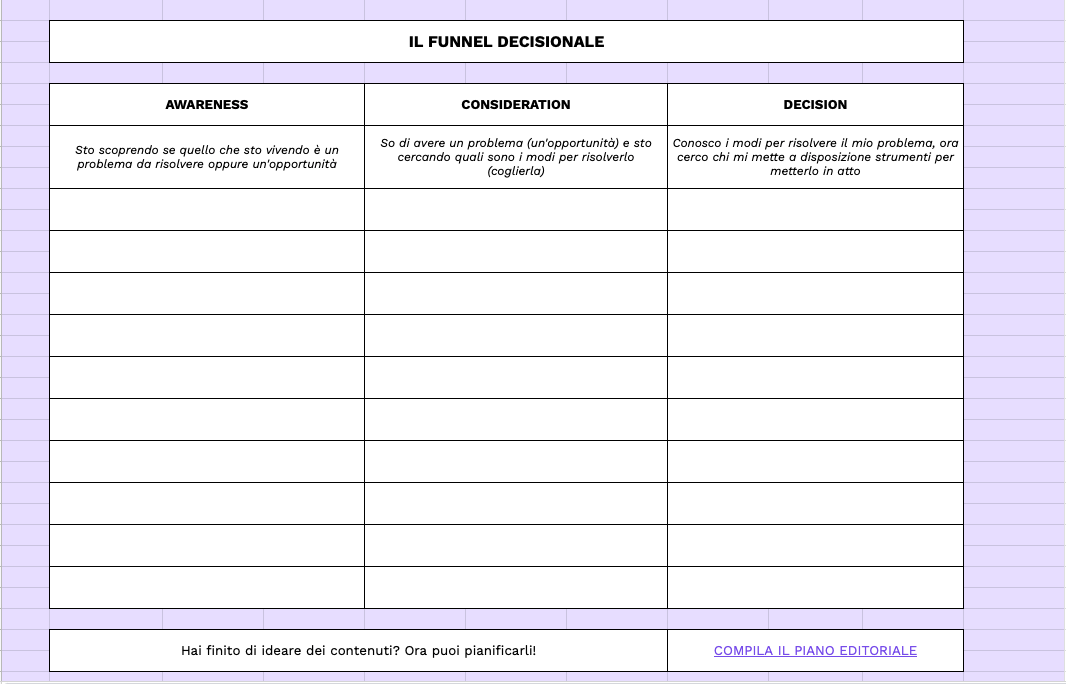 IL FUNNEL DECISIONALE
AWARENESS
CONSIDERATION
DECISION
Sto scoprendo se quello che sto vivendo è un
problema da risolvere oppure un'opportunità
So di avere un problema (un'opportunità) e sto
cercando quali sono i modi per risolverlo
(coglierla)
Conosco i modi per risolvere il mio problema, ora
cerco chi mi mette a disposizione strumenti per
metterlo in atto
Hai finito di ideare dei contenuti? Ora puoi pianificarli!
COMPILA IL PIANO EDITORIALE